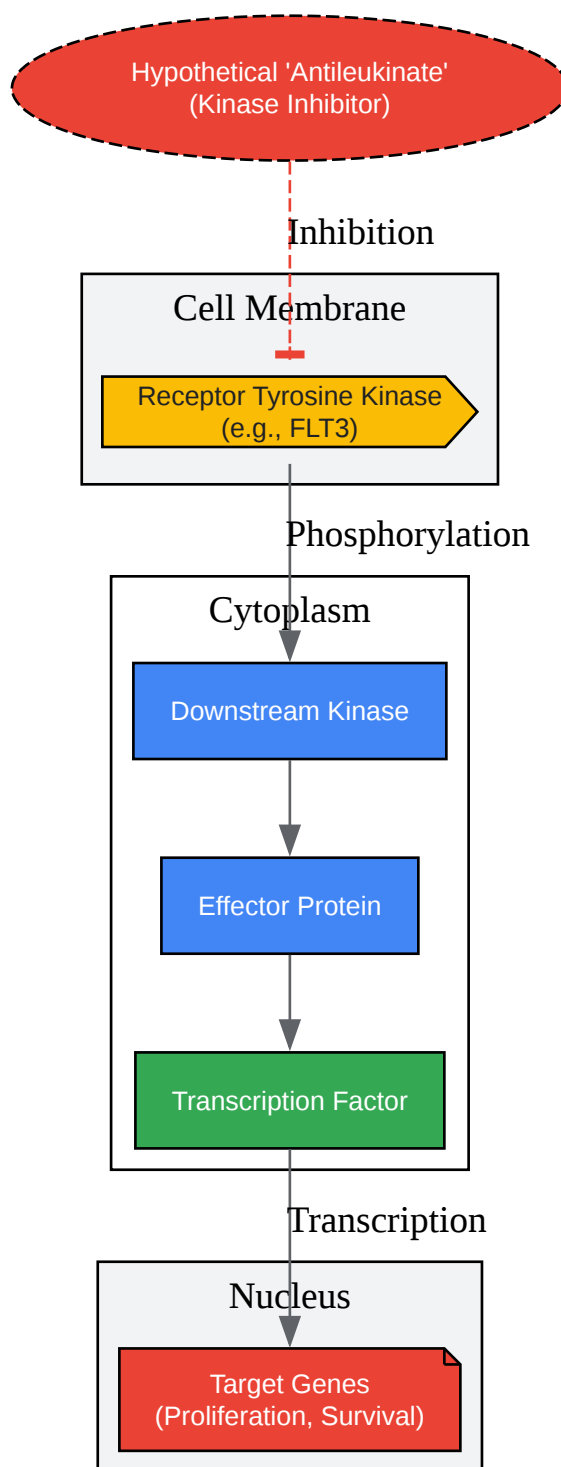 Hypothetical 'Antileukinate'
(Kinase Inhibitor)
Inhibition
Cell Membrane
Receptor Tyrosine Kinase
(e.g., FLT3)
Phosphorylation
Cytoplasm
Downstream Kinase
Effector Protein
Transcription Factor
Transcription
Nucleus
Target Genes
(Proliferation, Survival)